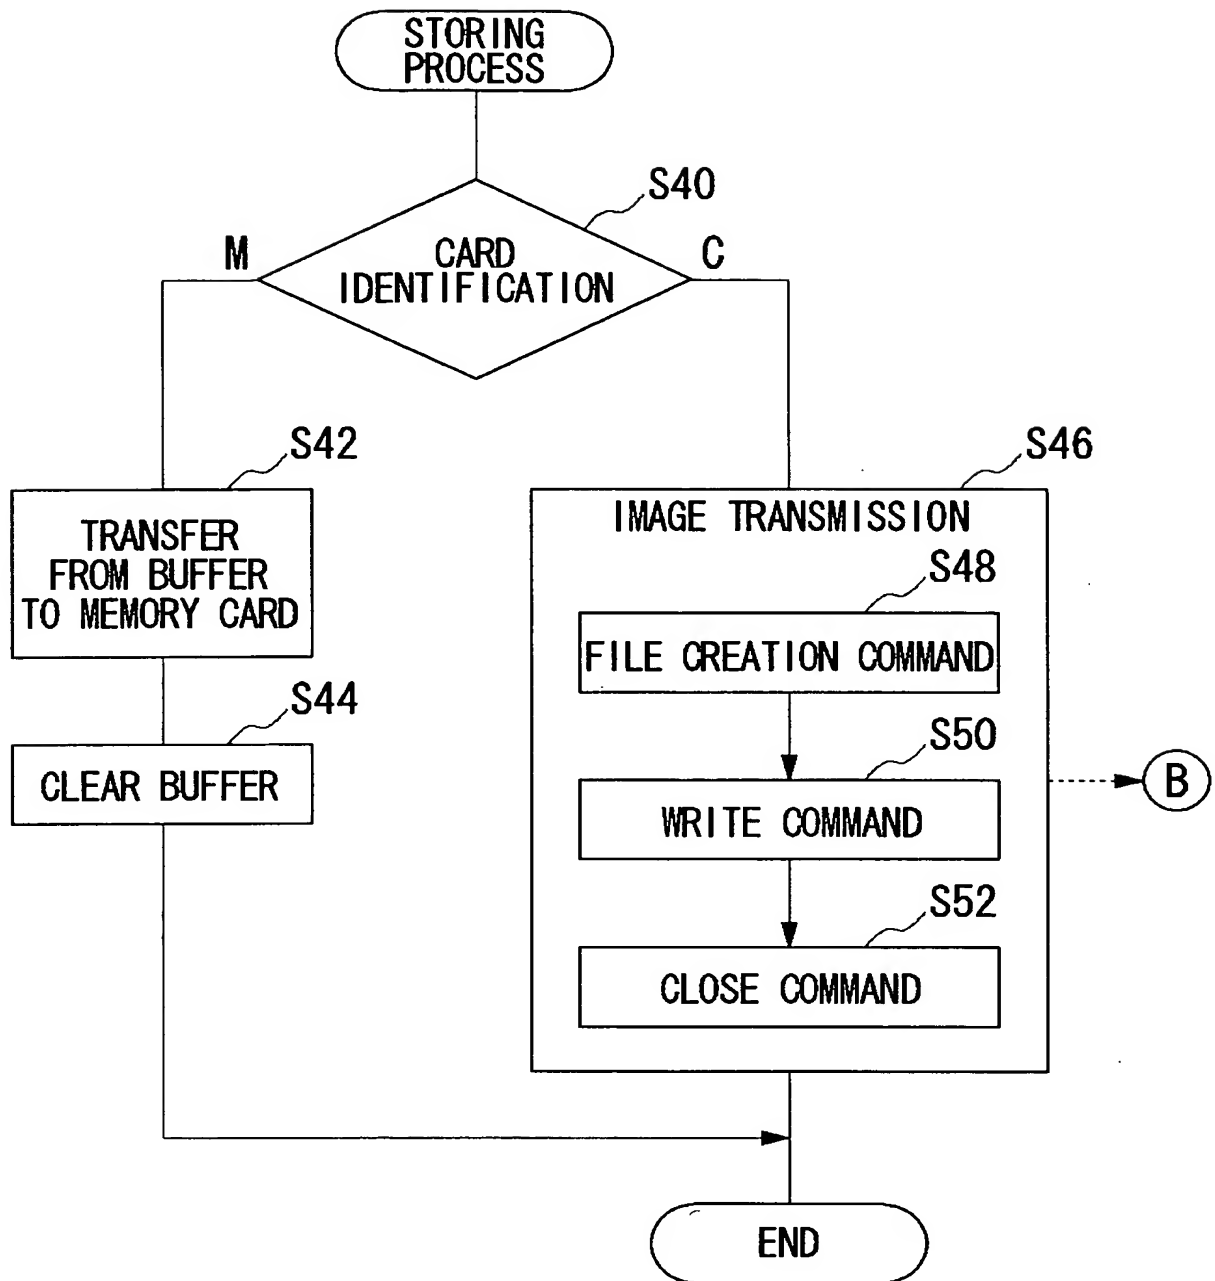 STORING
PROCESS
S40
M
CARD
IDENTIFICATION
C
S42
TRANSFER
FROM BUFFER
TO MEMORY CARD
S44
CLEAR BUFFER
S46
IMAGE TRANSMISSION
S48
FILE CREATION COMMAND
S50
WRITE COMMAND
B
S52
CLOSE COMMAND
END